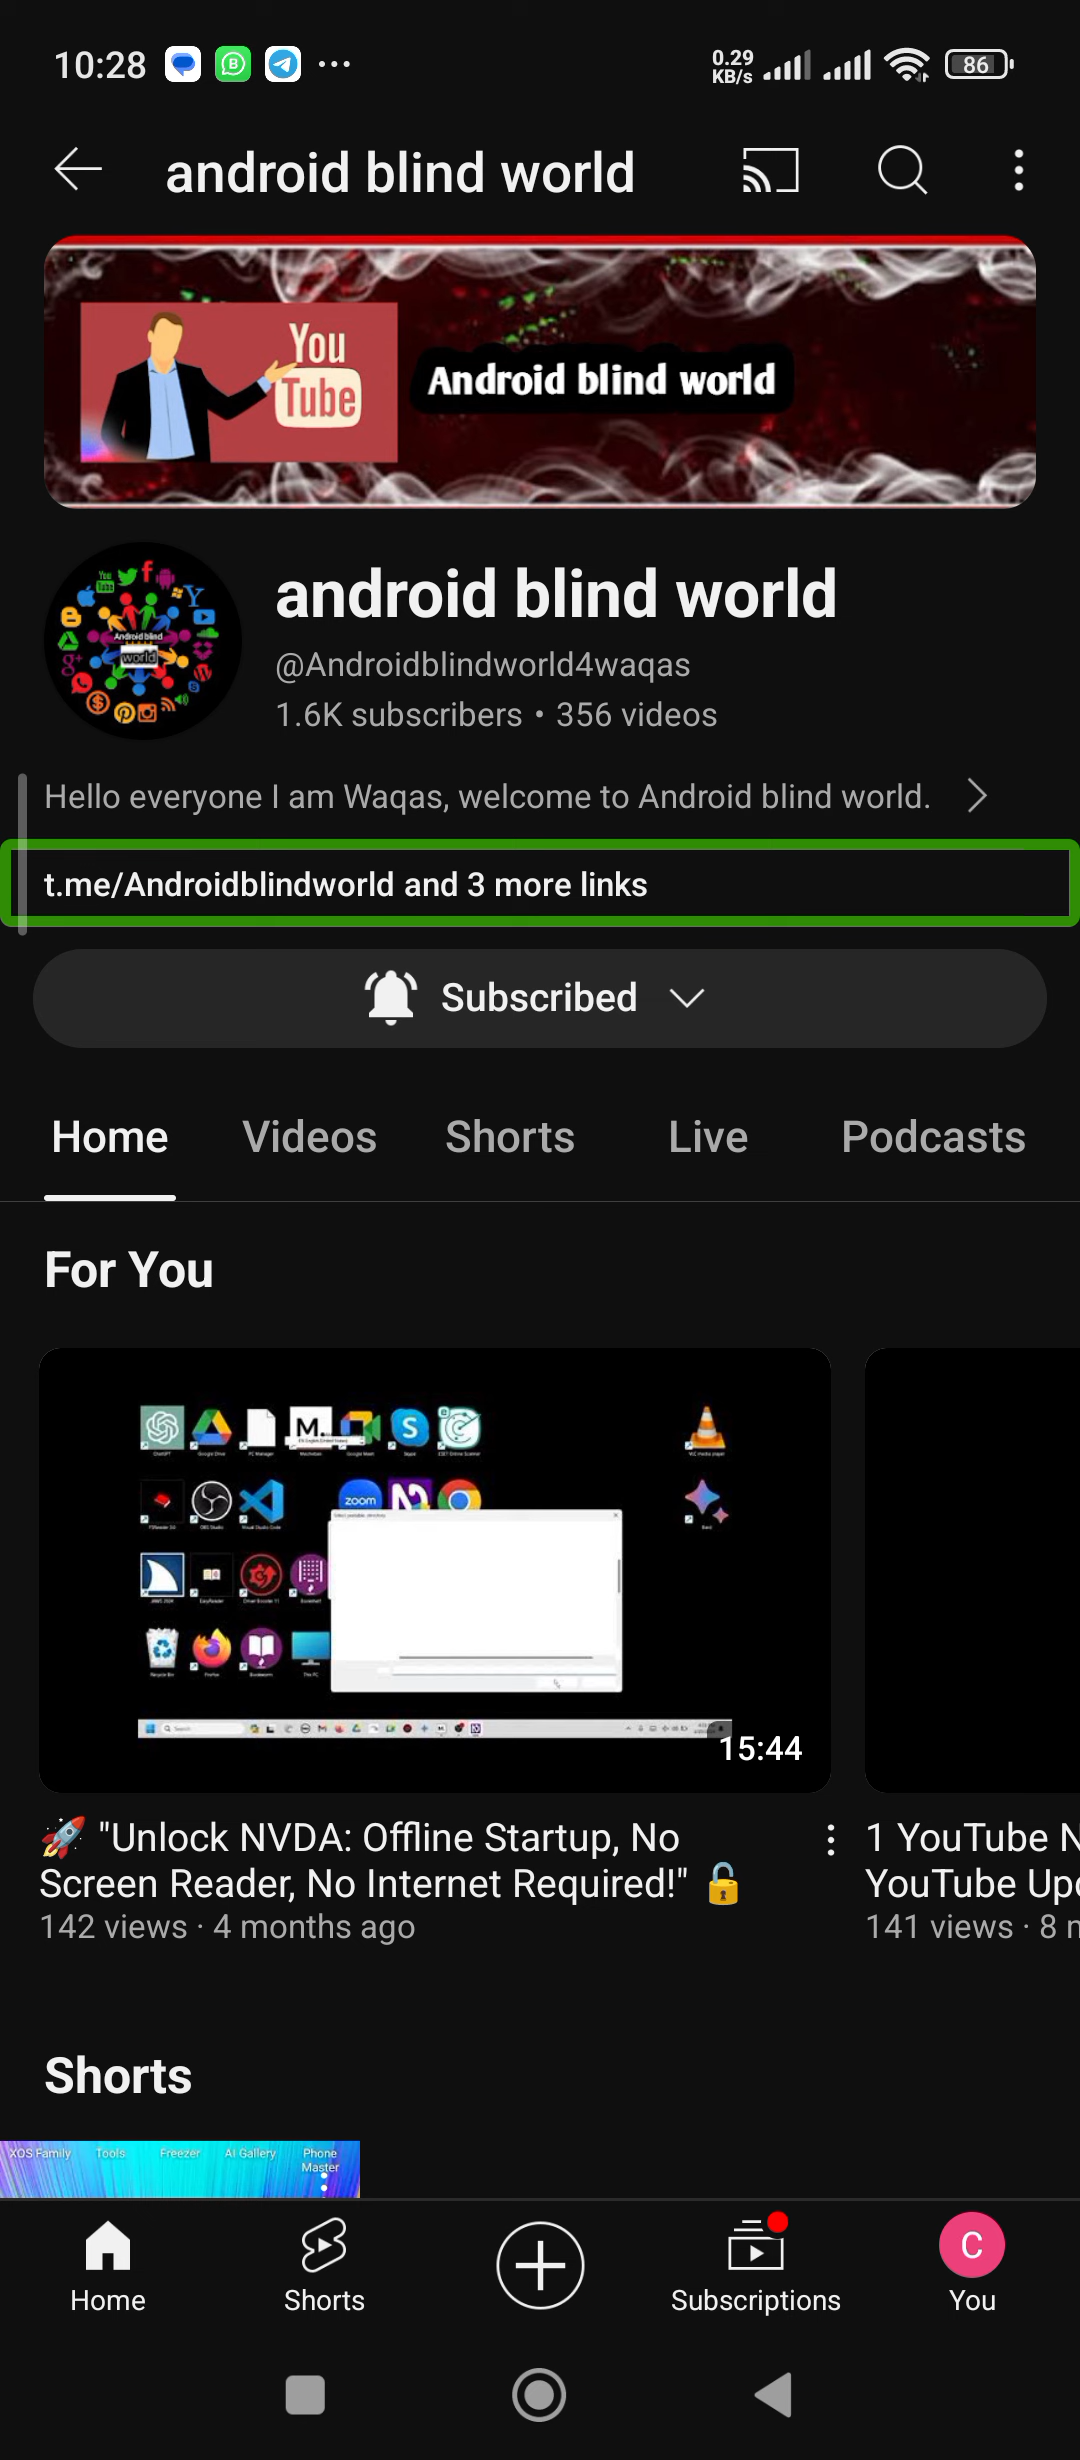 10:28
0.29
KB/s
86
android blind world
You
Tube
Android blind world
android blind world
@Androidblindworld4waqas
1.6K subscribers • 356 videos
Hello everyone I am Waqas, welcome to Android blind world.
t.me/Androidblindworld and 3 more links
Subscribed
Home Videos Shorts Live Podcasts
For You
zoom
15:44
🚀 "Unlock NVDA: Offline Startup, No
Screen Reader, No Internet Required!" 🔓
142 views · 4 months ago
1 YouTube N
YouTube Upd
141 views · 8 m
Shorts
XOS Family Tools Freezer AI Gallery Phone
Master
Home Shorts Subscriptions You
C